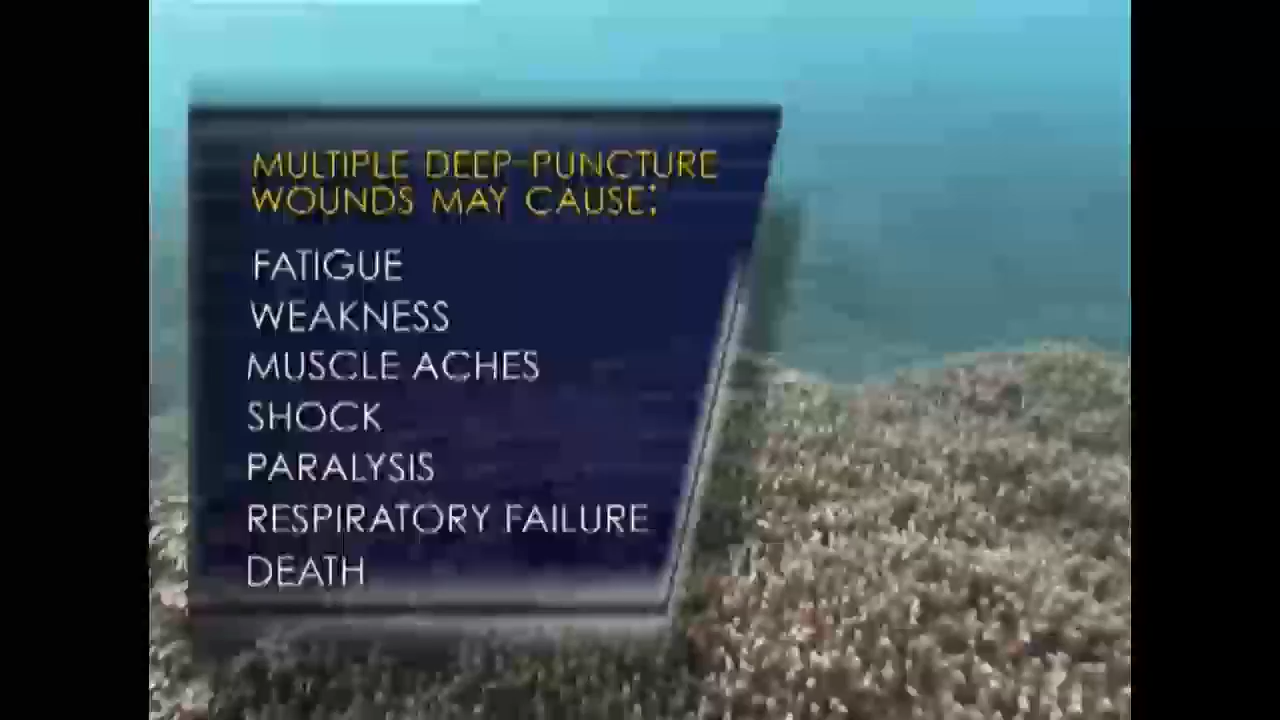 MULTIPLE DEEP-PUNCTURE
WOUNDS MAY CAUSE:
FATIGUE
WEAKNESS
MUSCLE ACHES
SHOCK
PARALYSIS
RESPIRATORY FAILURE
DEATH